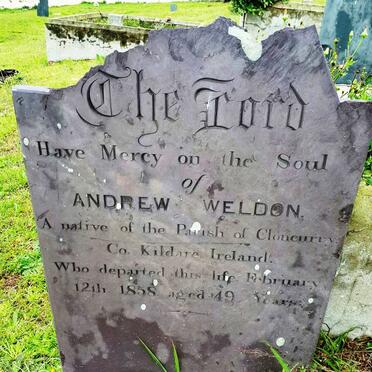 The Lord
Have Mercy on the Soul
of
ANDREW WELDON.
A native of the Parish of Cloncurry
Co. Kildare Ireland.
Who departed this life February
12th 1858 aged 49 Years